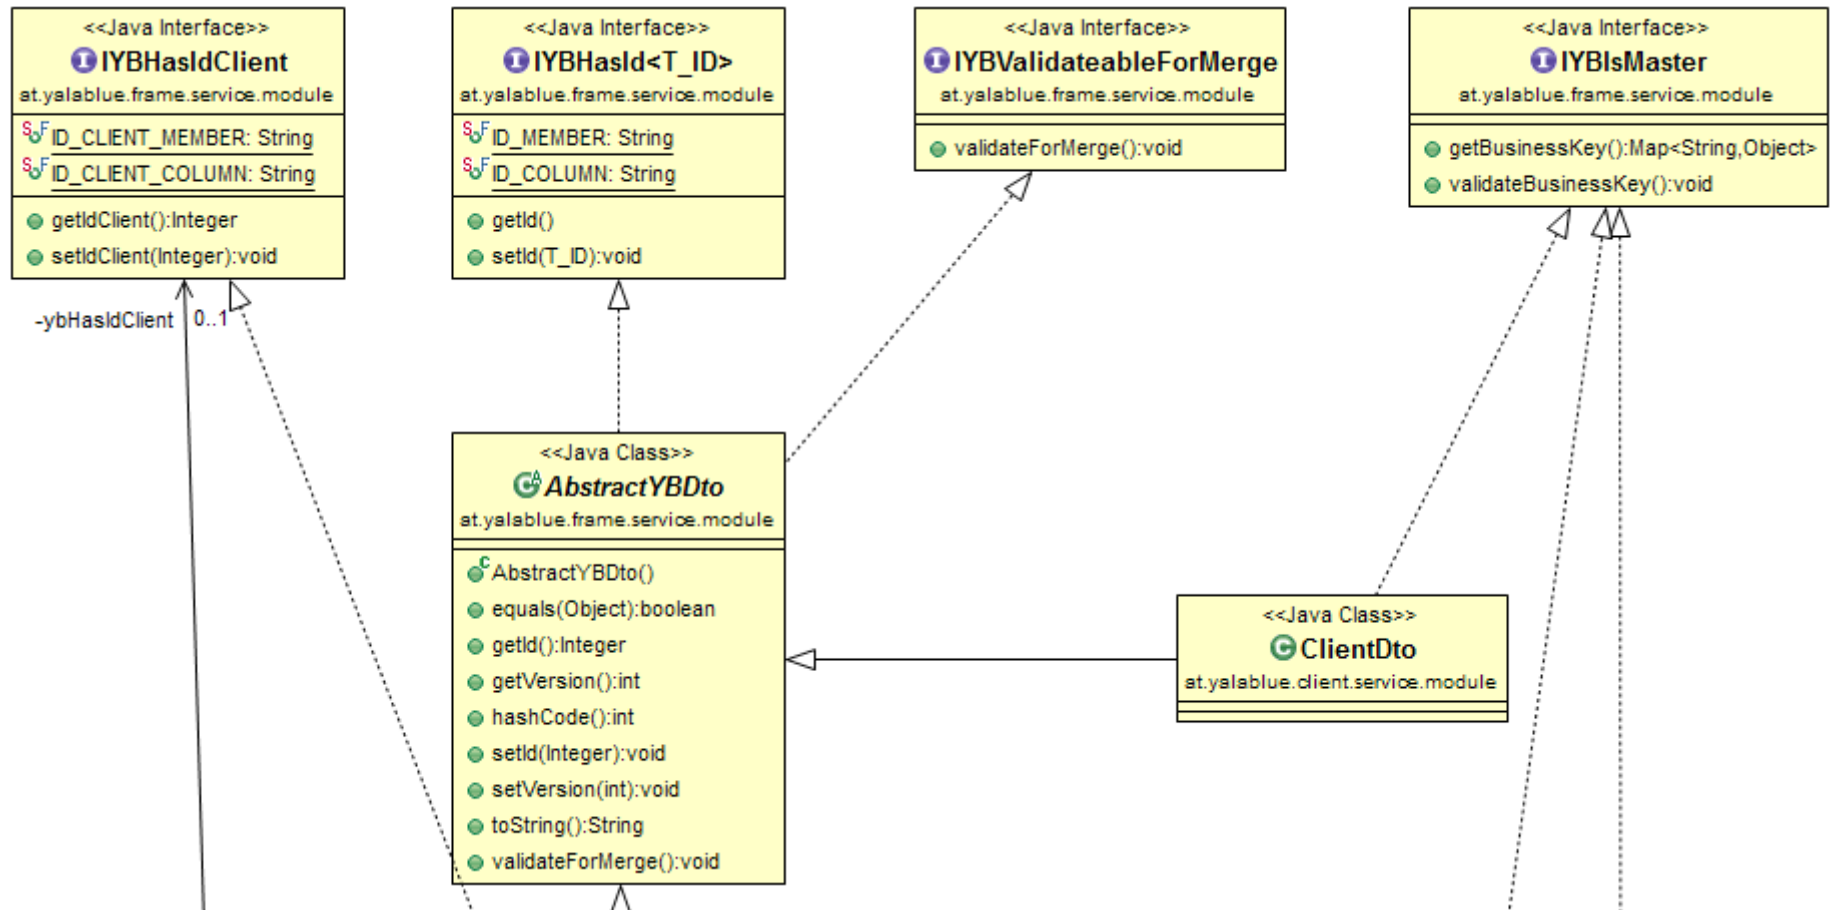 <<Java Interface>>
IYBHasIdClient
at.yalablue.frame.service.module
ID_CLIENT_MEMBER: String
ID_CLIENT_COLUMN: String
getIdClient():Integer
setIdClient(Integer):void
<<Java Interface>>
IYBHasId<T_ID>
at.yalablue.frame.service.module
ID_MEMBER: String
ID_COLUMN: String
getId()
setId(T_ID):void
<<Java Interface>>
IYBValidateableForMerge
at.yalablue.frame.service.module
validateForMerge():void
<<Java Interface>>
IYBIsMaster
at.yalablue.frame.service.module
getBusinessKey():Map<String,Object>
validateBusinessKey():void
-ybHasIdClient 0..1
<<Java Class>>
AbstractYBDto
at.yalablue.frame.service.module
AbstractYBDto()
equals(Object):boolean
getId():Integer
getVersion():int
hashCode():int
setId(Integer):void
setVersion(int):void
toString():String
validateForMerge():void
<<Java Class>>
ClientDto
at.yalablue.client.service.module